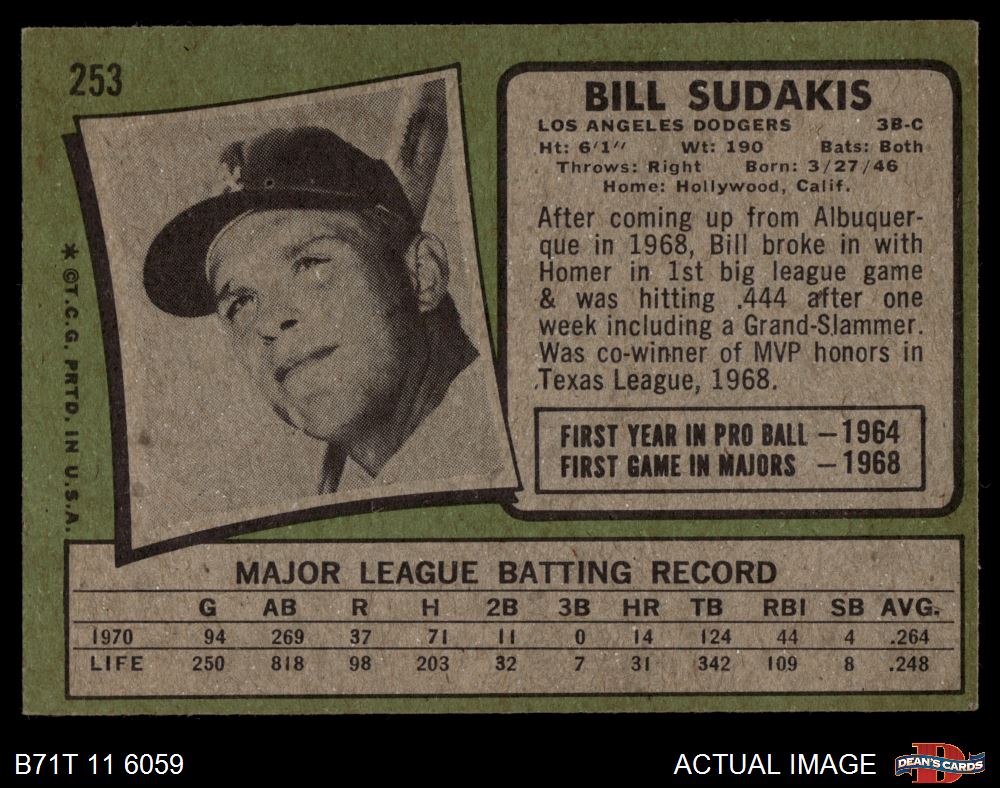 253
BILL SUDAKIS
LOS ANGELES DODGERS 3B-C
Ht: 6'1" Wt: 190 Bats: Both
Throws: Right Born: 3/27/46
Home: Hollywood, Calif.
After coming up from Albuquer-
que in 1968, Bill broke in with
Homer in 1st big league game
& was hitting .444 after one
week including a Grand-Slammer.
Was co-winner of MVP honors in
Texas League, 1968.
FIRST YEAR IN PRO BALL – 1964
FIRST GAME IN MAJORS – 1968
* ©T.C.G. PRTD. IN U.S.A.
MAJOR LEAGUE BATTING RECORD
G AB R H 2B 3B HR TB RBI SB AVG.
1970 94 269 37 71 11 0 14 124 44 4 .264
LIFE 250 818 98 203 32 7 31 342 109 8 .248
B71T 11 6059 ACTUAL IMAGE
D
DEAN'S CARDS